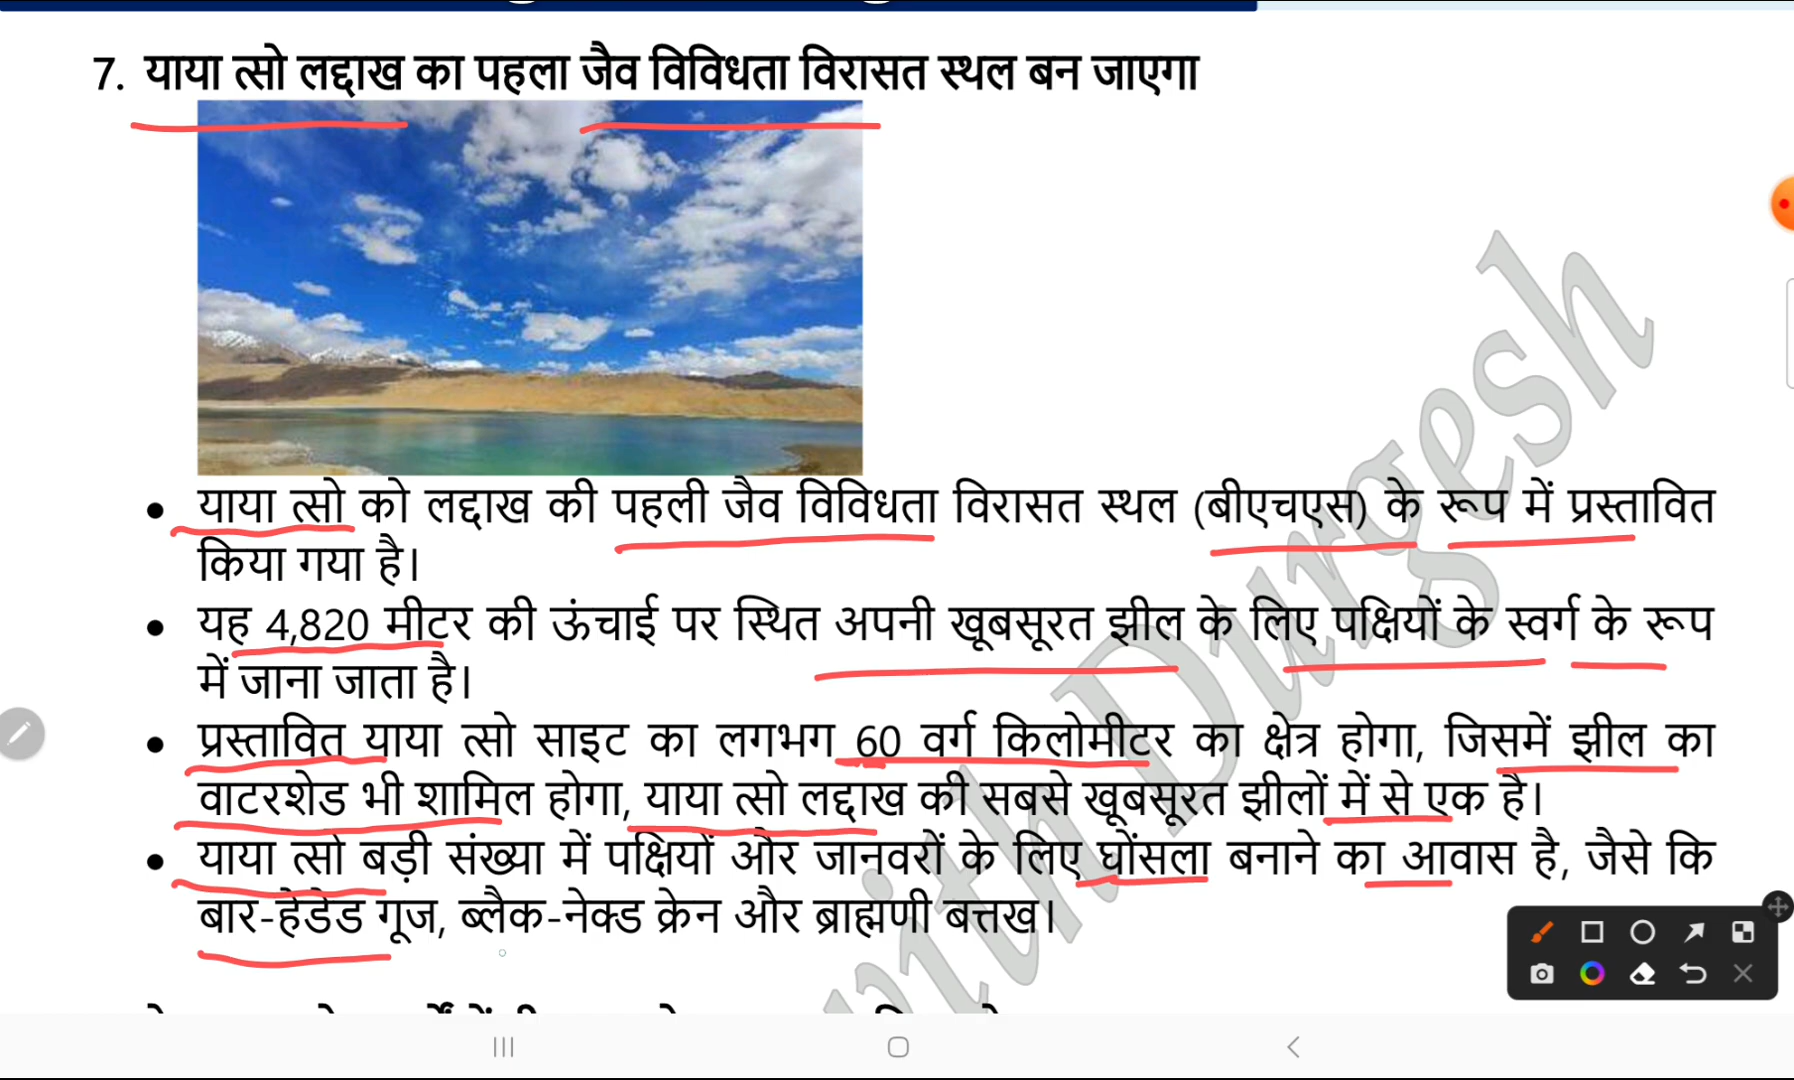 7. याया त्सो लद्दाख का पहला जैव विविधता विरासत स्थल बन जाएगा
• याया त्सो को लद्दाख की पहली जैव विविधता विरासत स्थल (बीएचएस) के रूप में प्रस्तावित
किया गया है।
• यह 4,820 मीटर की ऊंचाई पर स्थित अपनी खूबसूरत झील के लिए पक्षियों के स्वर्ग के रूप
में जाना जाता है।
• प्रस्तावित याया त्सो साइट का लगभग 60 वर्ग किलोमीटर का क्षेत्र होगा, जिसमें झील का
वाटरशेड भी शामिल होगा, याया त्सो लद्दाख की सबसे खूबसूरत झीलों में से एक है।
• याया त्सो बड़ी संख्या में पक्षियों और जानवरों के लिए घोंसला बनाने का आवास है, जैसे कि
बार-हेडेड गूज, ब्लैक-नेक्ड क्रेन और ब्राह्मणी बत्तख।
with Durgesh